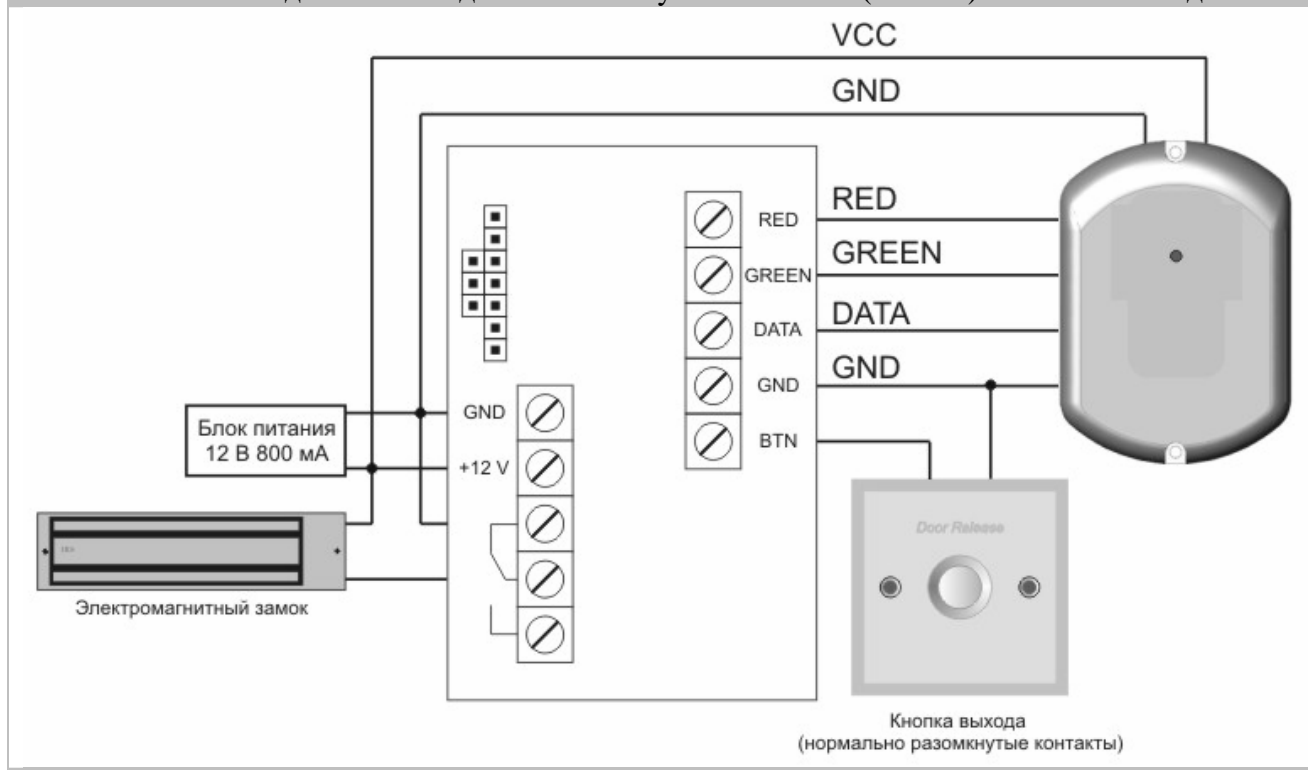 VCC
GND
RED
RED
GREEN
GREEN
DATA
DATA
GND
GND
BTN
GND
+12 V
Блок питания
12 В 800 мА
Электромагнитный замок
Door Release
Кнопка выхода
(нормально разомкнутые контакты)